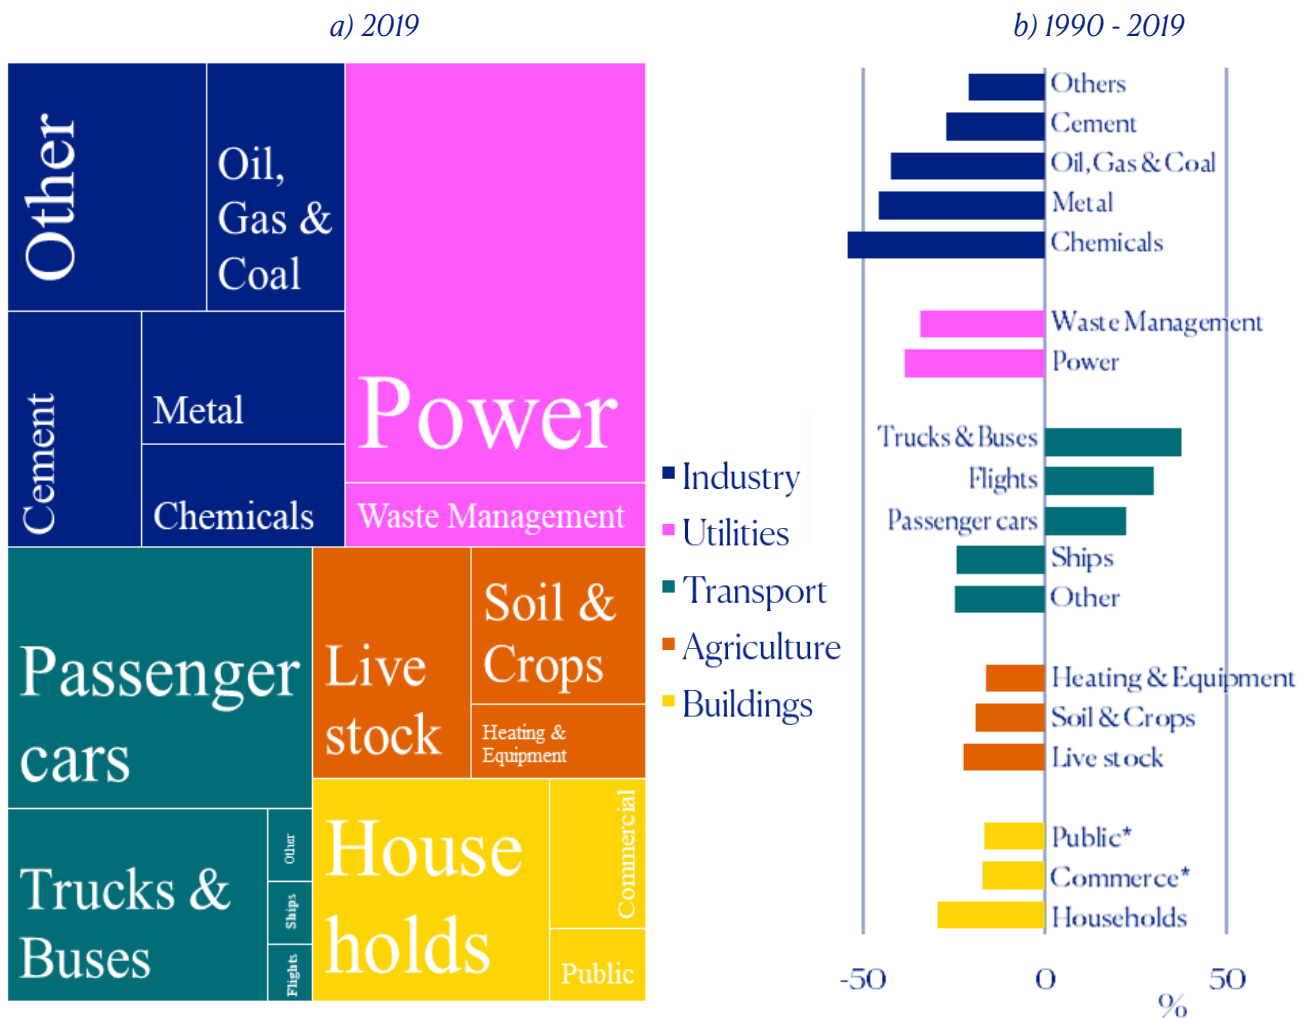 a) 2019
Other
Oil,
Gas &
Coal
Cement
Metal
Chemicals
Power
Waste Management
Passenger
cars
Trucks &
Buses
Other
Ships
Flights
Live
stock
Soil &
Crops
Heating &
Equipment
House
holds
Commercial
Public
Industry
Utilities
Transport
Agriculture
Buildings
b) 1990 - 2019
Others
Cement
Oil, Gas & Coal
Metal
Chemicals
Waste Management
Power
Trucks & Buses
Flights
Passenger cars
Ships
Other
Heating & Equipment
Soil & Crops
Live stock
Public*
Commerce*
Households
-50 0 50
%